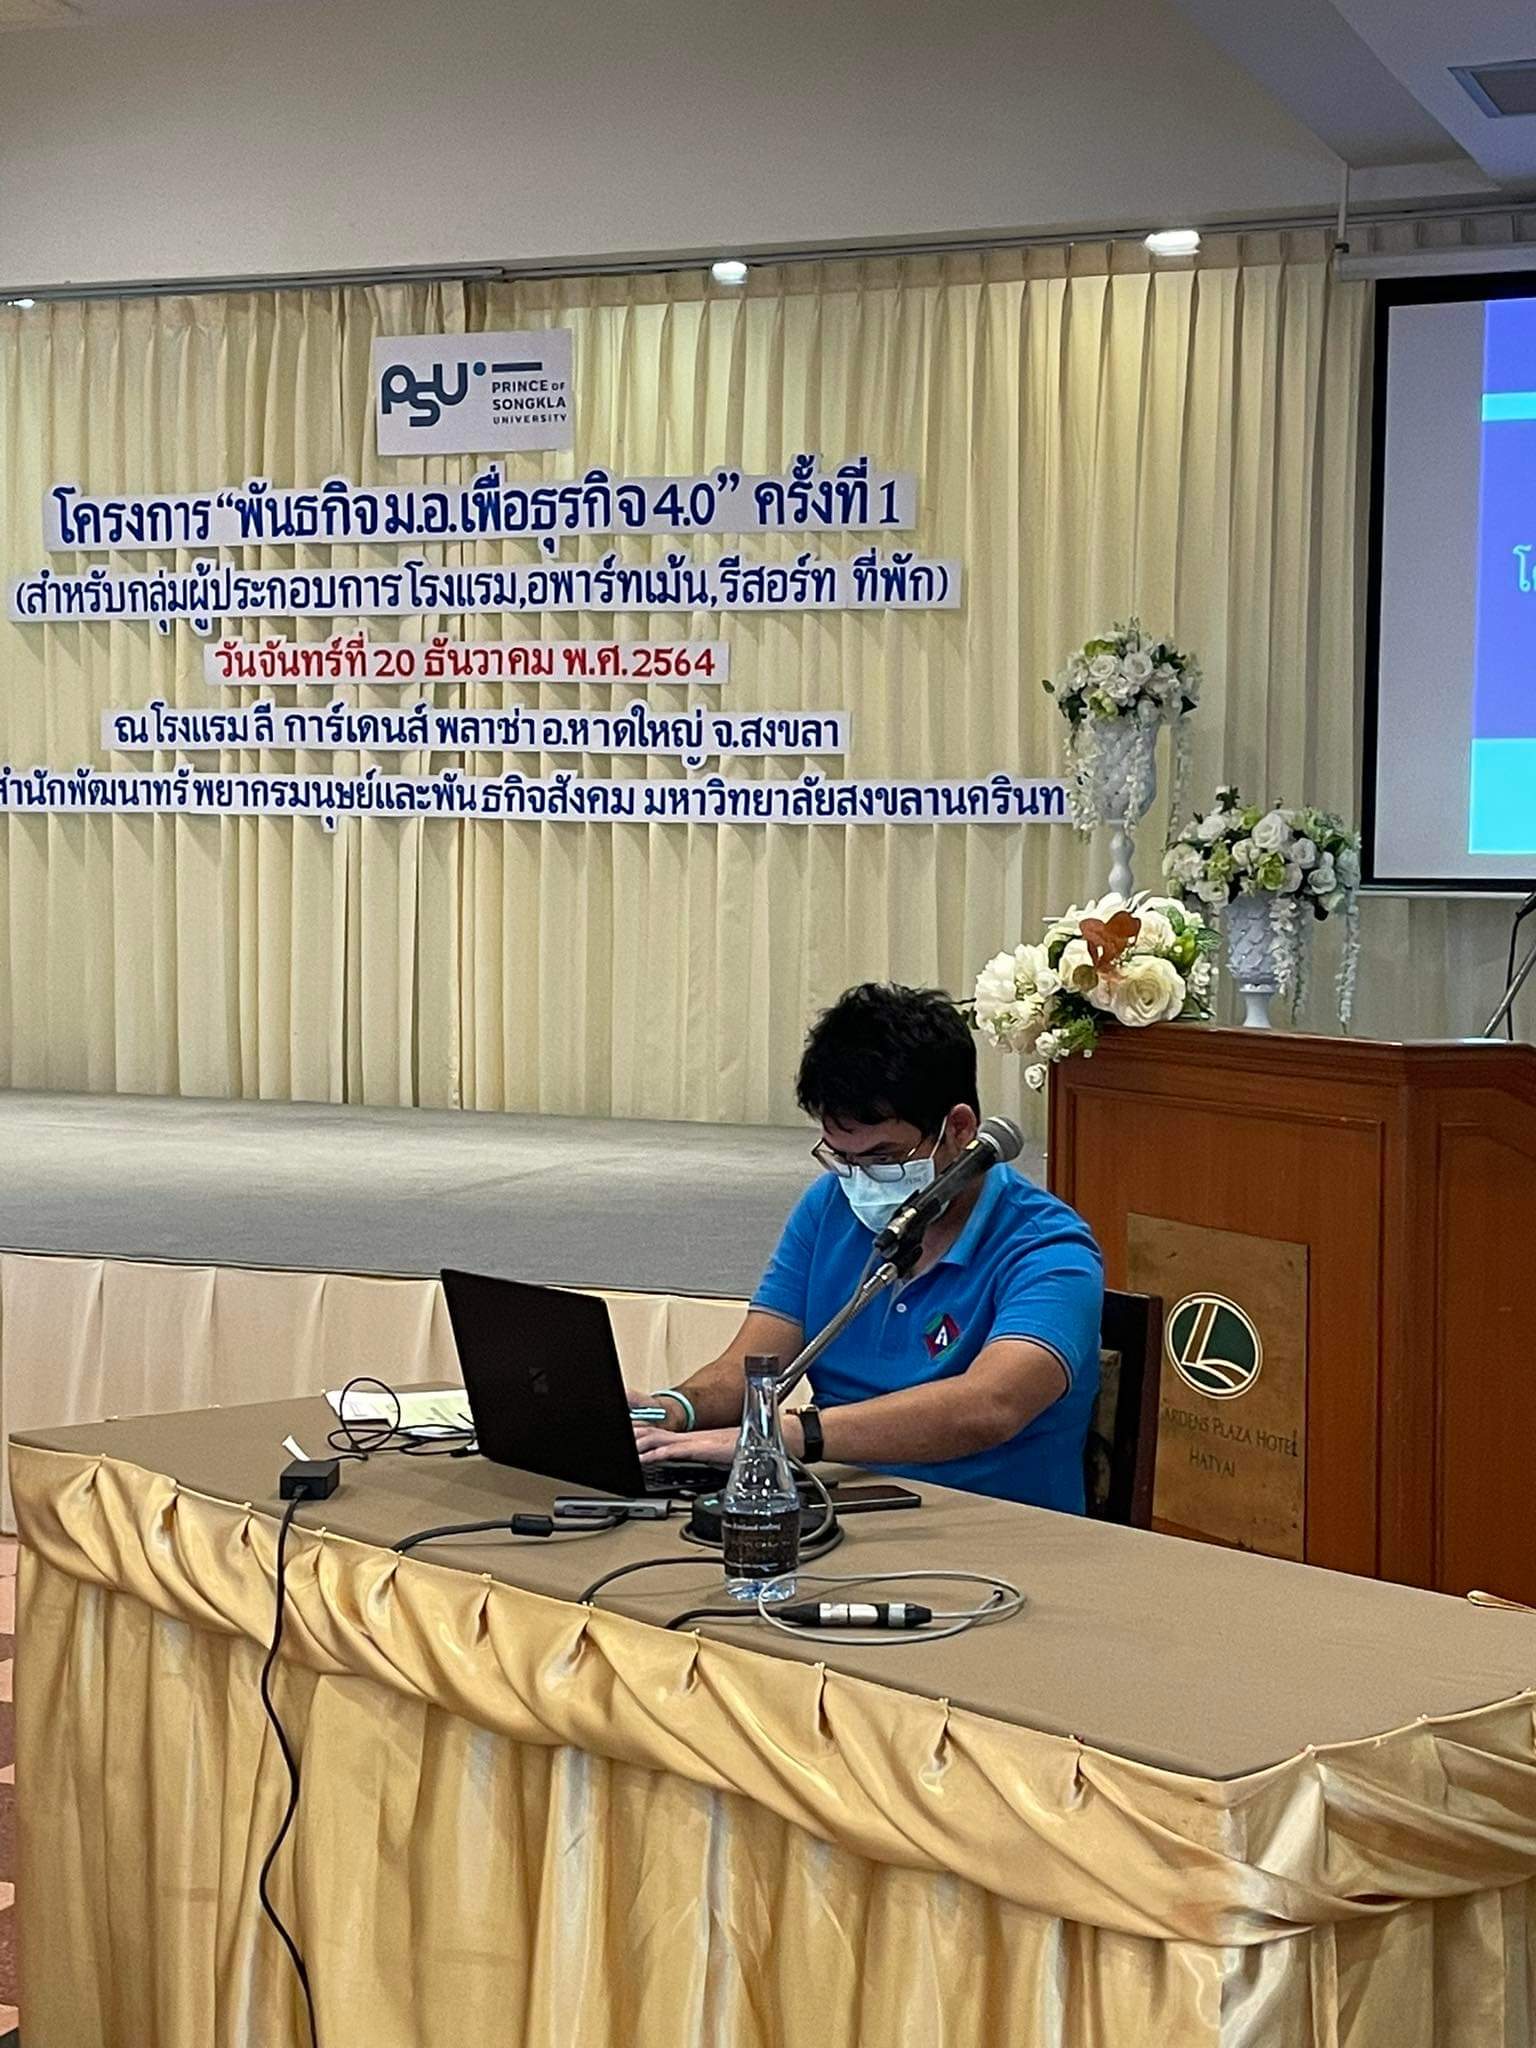 PSU
PRINCE OF
SONGKLA
UNIVERSITY
โครงการ “พันธกิจ ม.อ.เพื่อธุรกิจ 4.0” ครั้งที่ 1
(สำหรับกลุ่มผู้ประกอบการ โรงแรม,อพาร์ทเม้น,รีสอร์ท ที่พัก)
วันจันทร์ที่ 20 ธันวาคม พ.ศ. 2564
ณ โรงแรม ลี การ์เดนส์ พลาซ่า อ.หาดใหญ่ จ.สงขลา
สำนักพัฒนาทรัพยากรมนุษย์และพันธกิจสังคม มหาวิทยาลัยสงขลานครินท
A
L
ARDENS PLAZA HOTEL
HATYAI